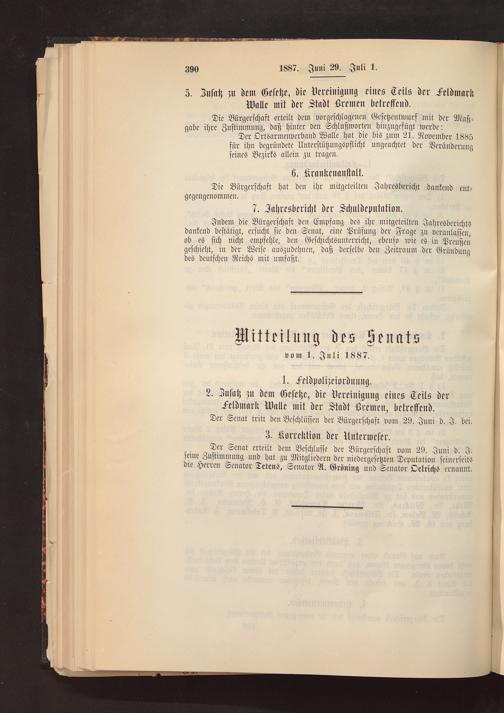 390 1887. Juni 29. Juli 1.
5. Zusatz zu dem Gesetze, die Vereinigung eines Teils der Feldmark
Walle mit der Stadt Bremen betreffend.
Die Bürgerschaft erteilt dem vorgeschlagenen Gesetzentwurf mit der Maß-
gabe ihre Zustimmung, daß hinter den Schlußworten hinzugefügt werde:
Der Ortsarmenverband Walle hat die bis zum 21. November 1885
für ihn begründete Unterstützungspflicht ungeachtet der Veränderung
seines Bezirks allein zu tragen.
6. Krankenanstalt.
Die Bürgerschaft hat den ihr mitgeteilten Jahresbericht dankend ent-
gegengenommen.
7. Jahresbericht der Schuldeputation.
Indem die Bürgerschaft den Empfang des ihr mitgeteilten Jahresberichts
dankend bestätigt, ersucht sie den Senat, eine Prüfung der Frage zu veranlassen,
ob es sich nicht empfehle, den Geschichtsunterricht, ebenso wie es in Preußen
geschieht, in der Weise auszudehnen, daß derselbe den Zeitraum der Gründung
des deutschen Reichs mit umfaßt.
Mitteilung des Senats
vom 1. Juli 1887.
1. Feldpolizeiordnung.
2. Zusatz zu dem Gesetze, die Vereinigung eines Teils der
Feldmark Walle mit der Stadt Bremen, betreffend.
Der Senat tritt den Beschlüssen der Bürgerschaft vom 29. Juni d. J. bei.
3. Korrektion der Unterweser.
Der Senat erteilt dem Beschlusse der Bürgerschaft vom 29. Juni d. J.
seine Zustimmung und hat zu Mitgliedern der niedergesetzten Deputation seinerseits
die Herren Senator Tetens, Senator A. Gröning und Senator Oelrichs ernannt.